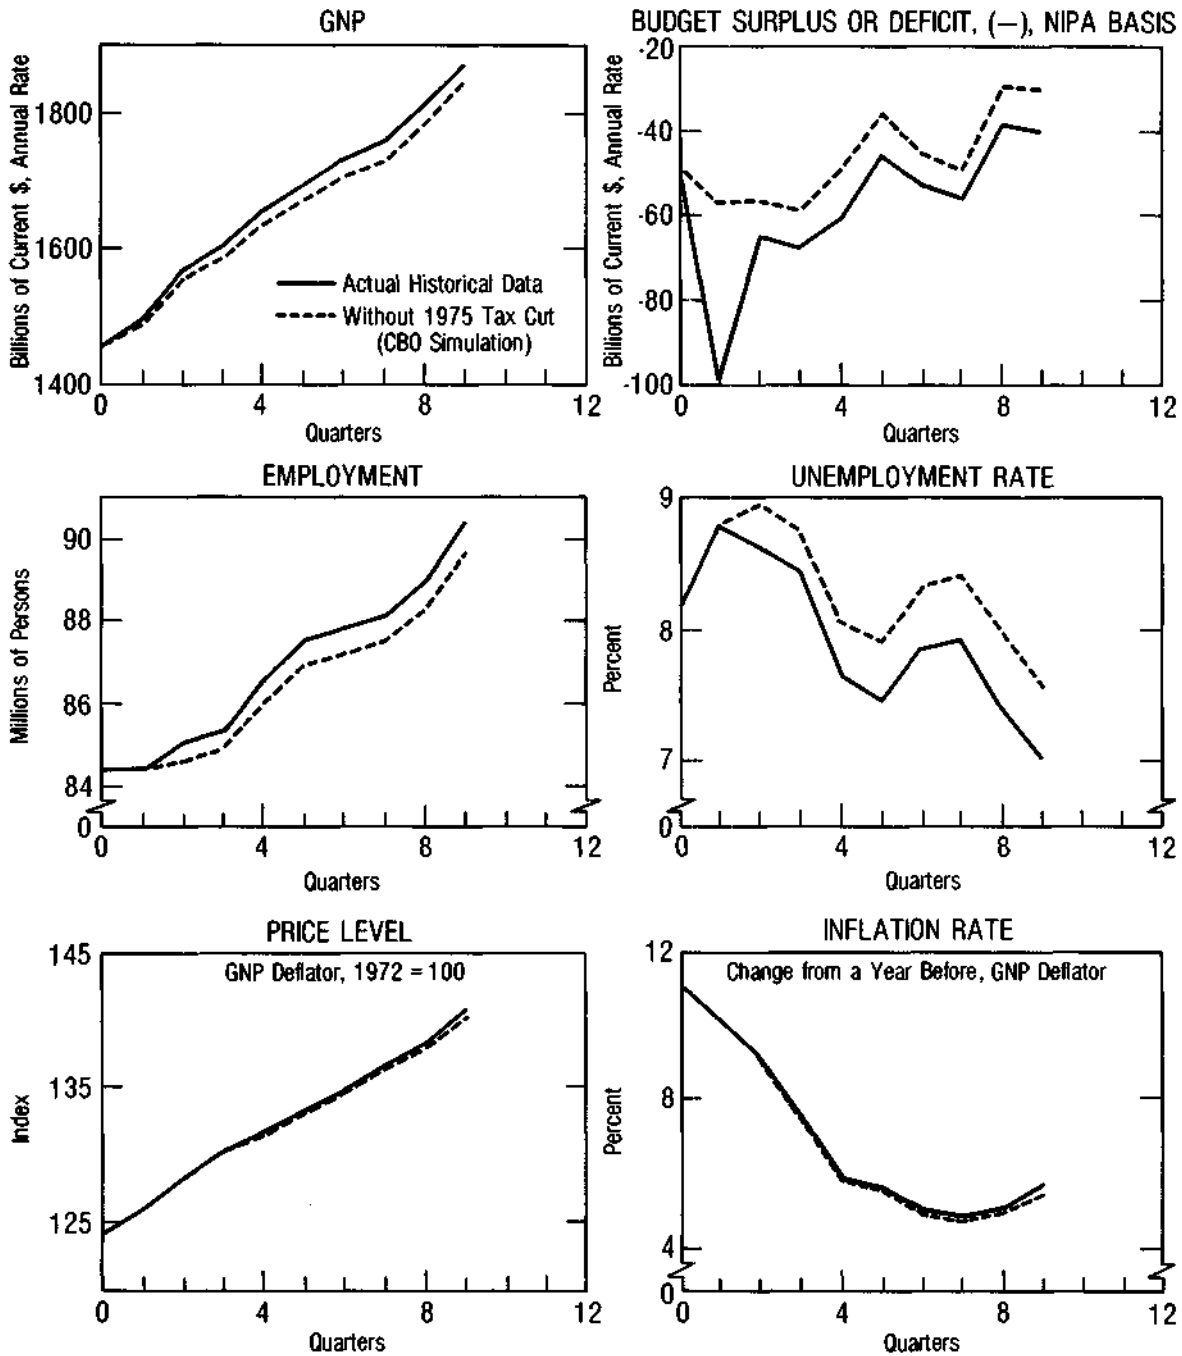 GNP
Billions of Current $, Annual Rate
1800
1600
1400
Actual Historical Data
Without 1975 Tax Cut
(CBO Simulation)
0 4 8 12
Quarters
BUDGET SURPLUS OR DEFICIT, (—), NIPA BASIS
Billions of Current $, Annual Rate
-20
-40
-60
-80
-100
0 4 8 12
Quarters
EMPLOYMENT
Millions of Persons
90
88
86
84
0
0 4 8 12
Quarters
UNEMPLOYMENT RATE
Percent
9
8
7
0
0 4 8 12
Quarters
PRICE LEVEL
GNP Deflator, 1972 = 100
Index
145
135
125
0 4 8 12
Quarters
INFLATION RATE
Change from a Year Before, GNP Deflator
Percent
12
8
4
0
0 4 8 12
Quarters